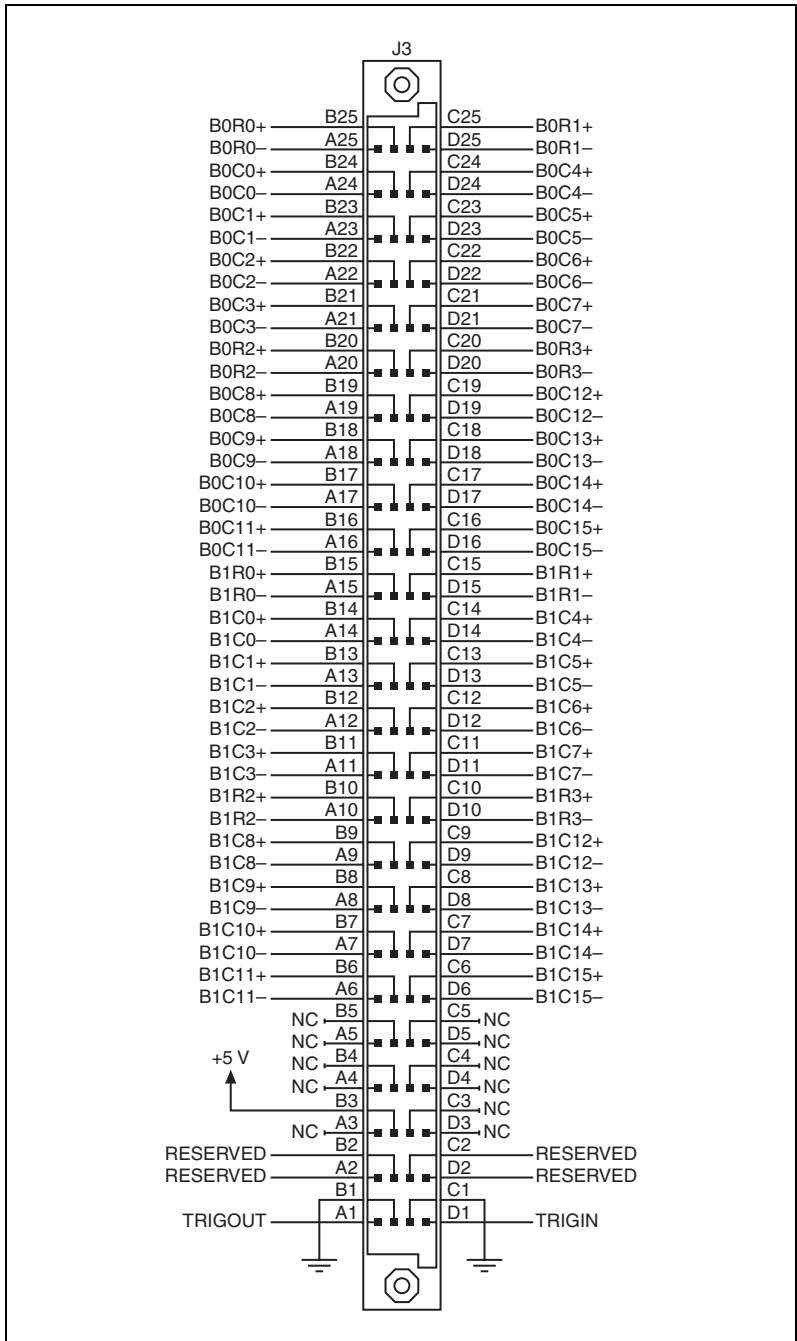 J3
B0R0+ B25 C25 B0R1+
B0R0– A25 D25 B0R1–
B0C0+ B24 C24 B0C4+
B0C0– A24 D24 B0C4–
B0C1+ B23 C23 B0C5+
B0C1– A23 D23 B0C5–
B0C2+ B22 C22 B0C6+
B0C2– A22 D22 B0C6–
B0C3+ B21 C21 B0C7+
B0C3– A21 D21 B0C7–
B0R2+ B20 C20 B0R3+
B0R2– A20 D20 B0R3–
B0C8+ B19 C19 B0C12+
B0C8– A19 D19 B0C12–
B0C9+ B18 C18 B0C13+
B0C9– A18 D18 B0C13–
B0C10+ B17 C17 B0C14+
B0C10– A17 D17 B0C14–
B0C11+ B16 C16 B0C15+
B0C11– A16 D16 B0C15–
B1R0+ B15 C15 B1R1+
B1R0– A15 D15 B1R1–
B1C0+ B14 C14 B1C4+
B1C0– A14 D14 B1C4–
B1C1+ B13 C13 B1C5+
B1C1– A13 D13 B1C5–
B1C2+ B12 C12 B1C6+
B1C2– A12 D12 B1C6–
B1C3+ B11 C11 B1C7+
B1C3– A11 D11 B1C7–
B1R2+ B10 C10 B1R3+
B1R2– A10 D10 B1R3–
B1C8+ B9 C9 B1C12+
B1C8– A9 D9 B1C12–
B1C9+ B8 C8 B1C13+
B1C9– A8 D8 B1C13–
B1C10+ B7 C7 B1C14+
B1C10– A7 D7 B1C14–
B1C11+ B6 C6 B1C15+
B1C11– A6 D6 B1C15–
NC B5 C5 NC
NC A5 D5 NC
+5 V NC B4 C4 NC
NC A4 D4 NC
B3 C3 NC
NC A3 D3 NC
RESERVED B2 C2 RESERVED
RESERVED A2 D2 RESERVED
B1 C1
TRIGOUT A1 D1 TRIGIN